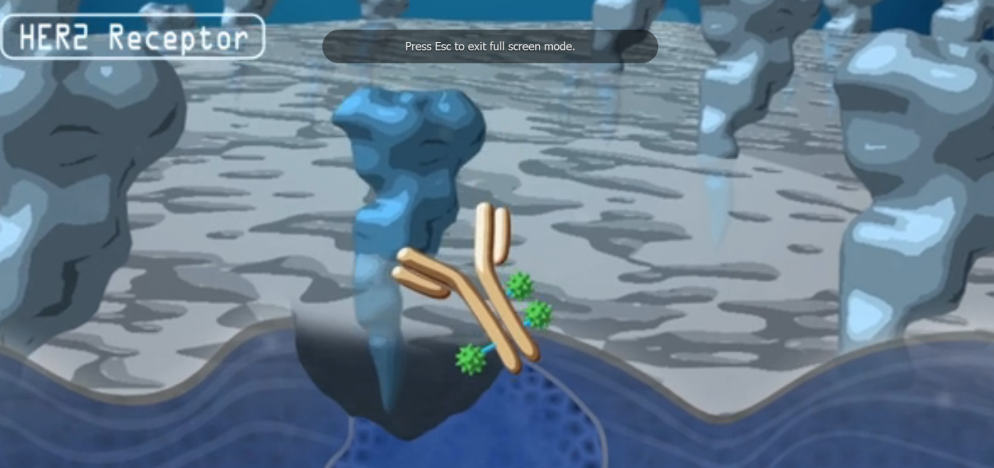 HER2 Receptor
Press Esc to exit full screen mode.